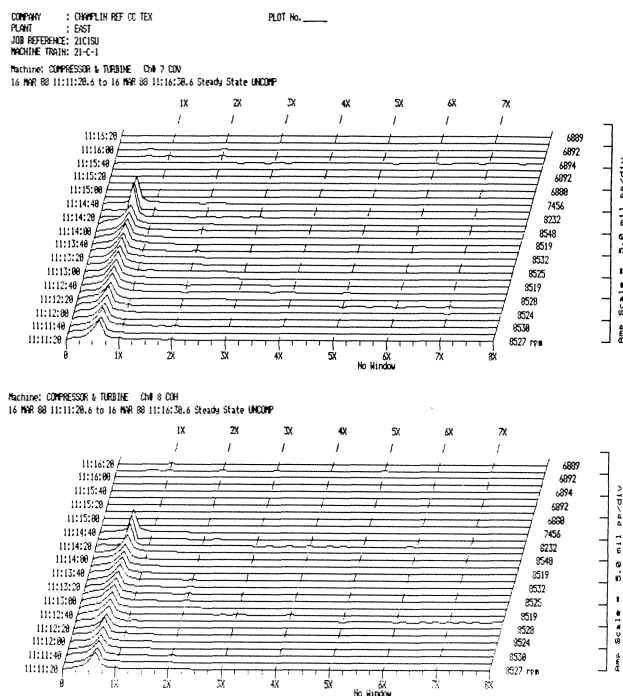 COMPANY : CHAMPLIN REF CC TEX PLOT No.____
PLANT : EAST
JOB REFERENCE: 21C1SU
MACHINE TRAIN: 21-C-1
Machine: COMPRESSOR & TURBINE Ch# 7 COV
16 MAR 88 11:11:20.6 to 16 MAR 88 11:16:30.6 Steady State UNCOMP
1X 2X 3X 4X 5X 6X 7X
11:16:20 6889
11:16:00 6892
11:15:40 6894
11:15:20 6892
11:15:00 6880
11:14:40 7456
11:14:20 8232
11:14:00 8548
11:13:40 8519
11:13:20 8532
11:13:00 8525
11:12:40 8519
11:12:20 8528
11:12:00 8524
11:11:40 8530
11:11:20 8527 rpm
0 1X 2X 3X 4X 5X 6X 7X 8X
No Window
Amp Scale = 5.0 mil pp/div
Machine: COMPRESSOR & TURBINE Ch# 8 COH
16 MAR 88 11:11:20.6 to 16 MAR 88 11:16:30.6 Steady State UNCOMP
1X 2X 3X 4X 5X 6X 7X
11:16:20 6889
11:16:00 6892
11:15:40 6894
11:15:20 6892
11:15:00 6880
11:14:40 7456
11:14:20 8232
11:14:00 8548
11:13:40 8519
11:13:20 8532
11:13:00 8525
11:12:40 8519
11:12:20 8528
11:12:00 8524
11:11:40 8530
11:11:20 8527 rpm
0 1X 2X 3X 4X 5X 6X 7X 8X
No Window
Amp Scale = 5.0 mil pp/div